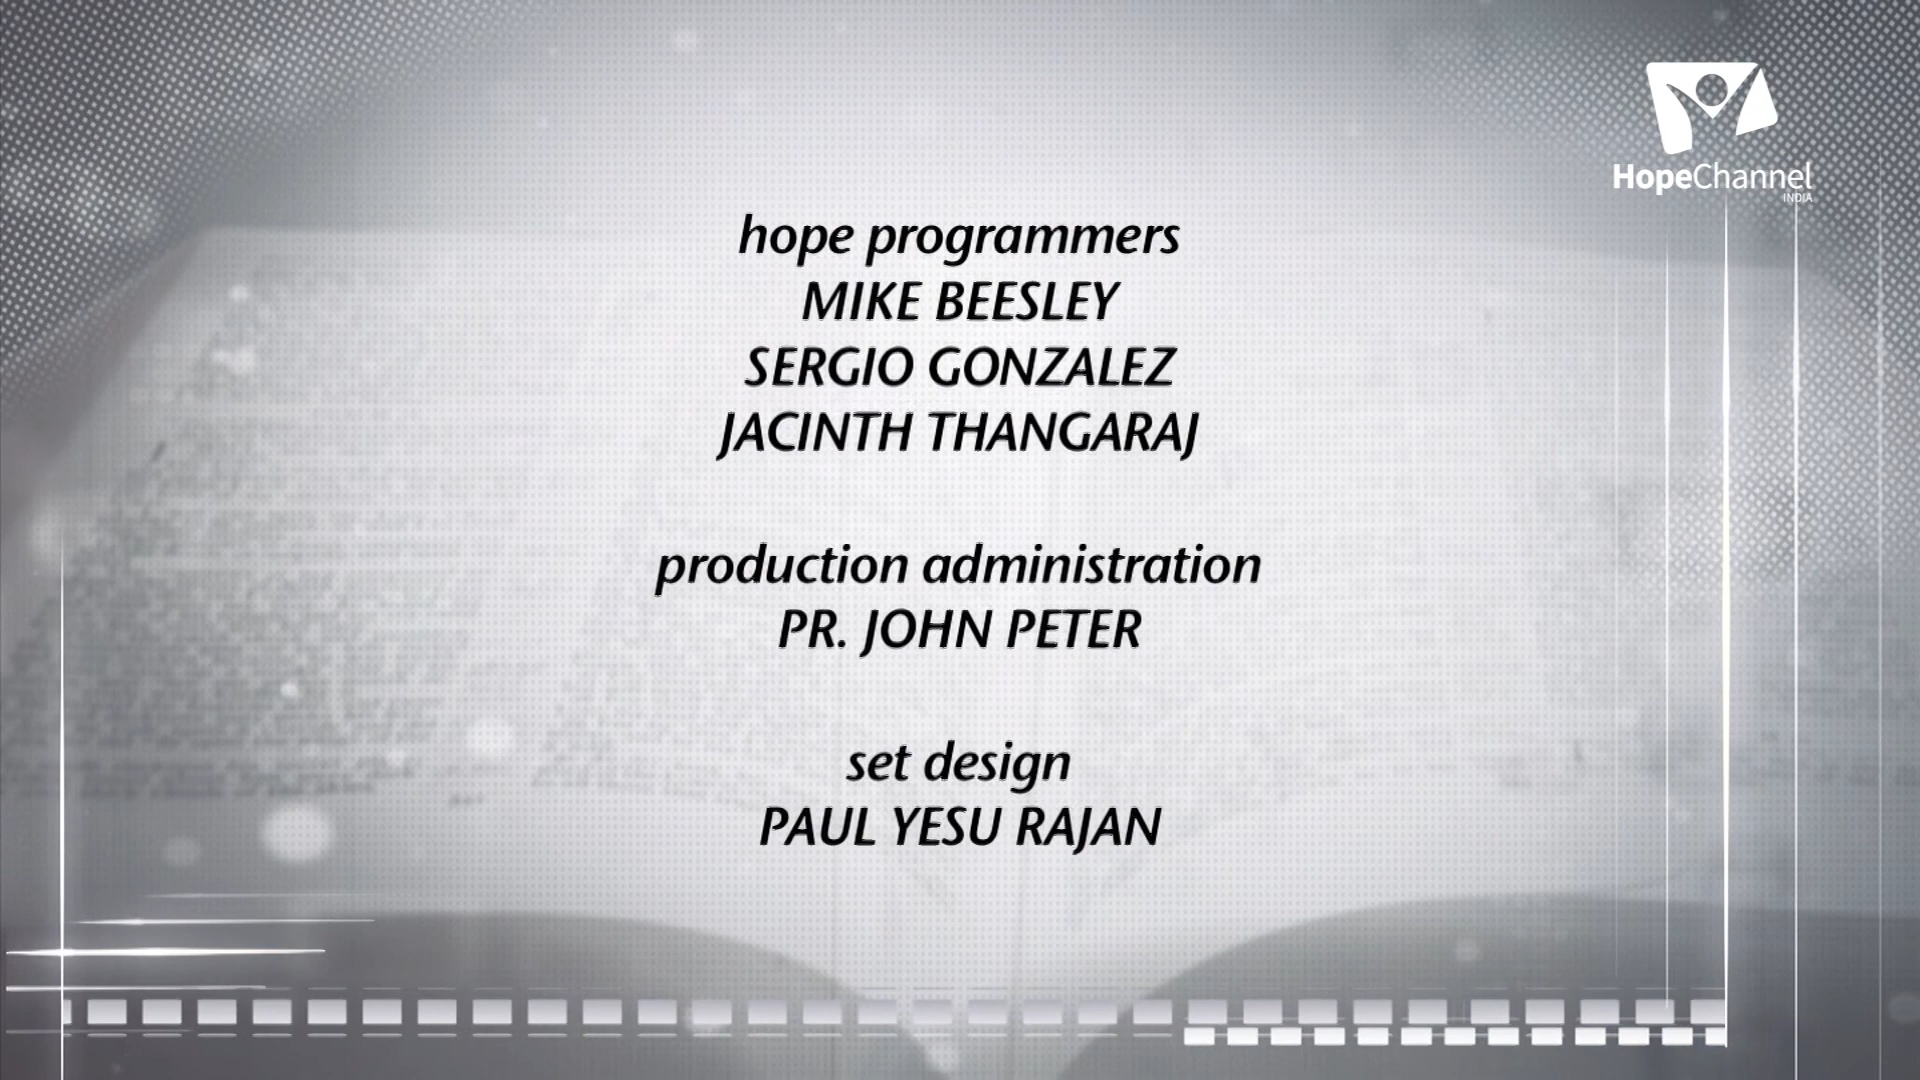 HopeChannel
INDIA
hope programmers
MIKE BEESLEY
SERGIO GONZALEZ
JACINTH THANGARAJ
production administration
PR. JOHN PETER
set design
PAUL YESU RAJAN